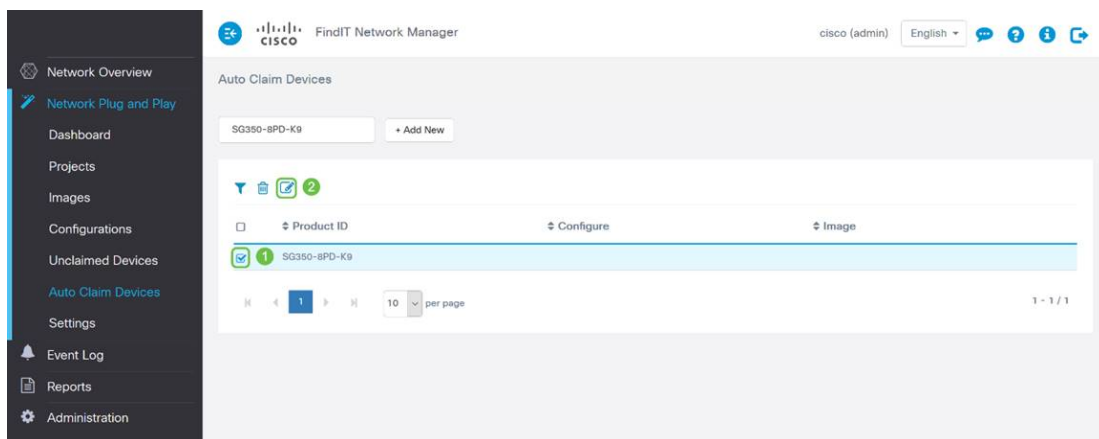 CISCO FindIT Network Manager
cisco (admin) English
Network Overview
Network Plug and Play
Dashboard
Projects
Images
Configurations
Unclaimed Devices
Auto Claim Devices
Settings
Event Log
Reports
Administration
Auto Claim Devices
SG350-8PD-K9 + Add New
2
Product ID Configure Image
1 SG350-8PD-K9
1 10 per page 1 - 1 / 1